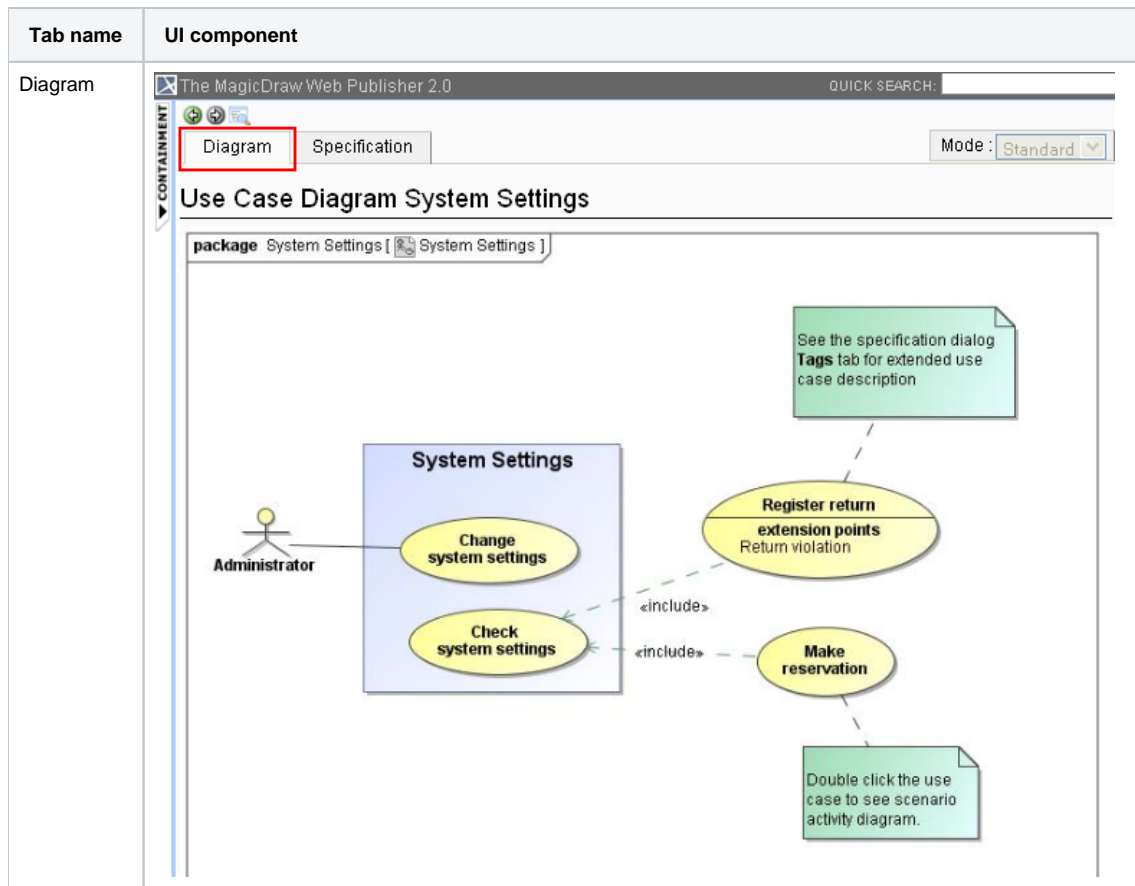 Tab name UI component
Diagram
The MagicDraw Web Publisher 2.0 QUICK SEARCH:
CONTAINMENT
Diagram Specification Mode : Standard
Use Case Diagram System Settings
package System Settings [ System Settings ]
See the specification dialog
Tags tab for extended use
case description
System Settings
Register return
extension points
Return violation
Change
system settings
Administrator
«include»
Check
system settings
«include»
Make
reservation
Double click the use
case to see scenario
activity diagram.